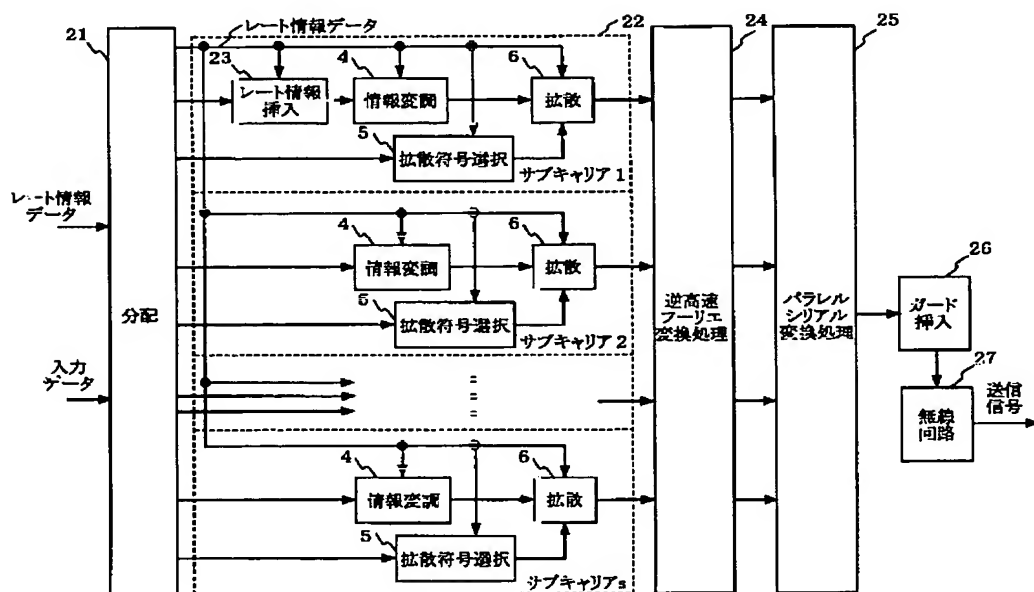 21
レート情報データ
22
24
25
23
4
6
レート情報
挿入
情報変調
拡散
5
拡散符号選択
サブキャリア1
レート情報
データ
4
6
情報変調
拡散
5
拡散符号選択
サブキャリア2
分配
逆高速
フーリエ
変換処理
パラレル
シリアル
変換処理
26
ガード
挿入
入力
データ
27
無線
回路
送信
信号
4
6
情報変調
拡散
5
拡散符号選択
サブキャリアs